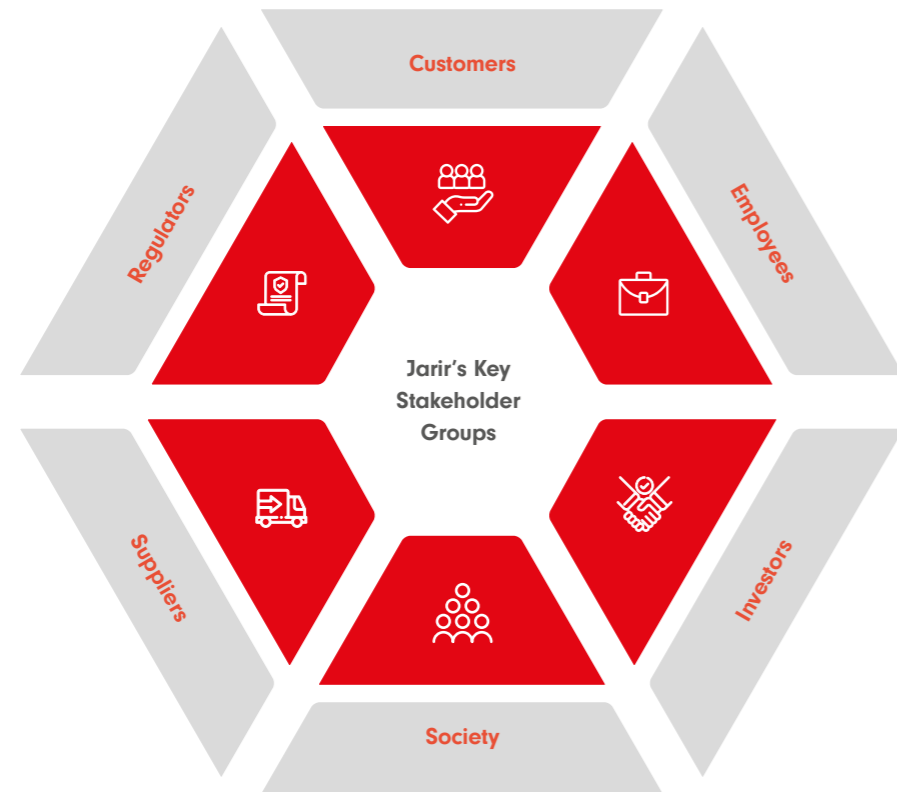 Customers
Employees
Investors
Society
Suppliers
Regulators
Jarir's Key
Stakeholder
Groups